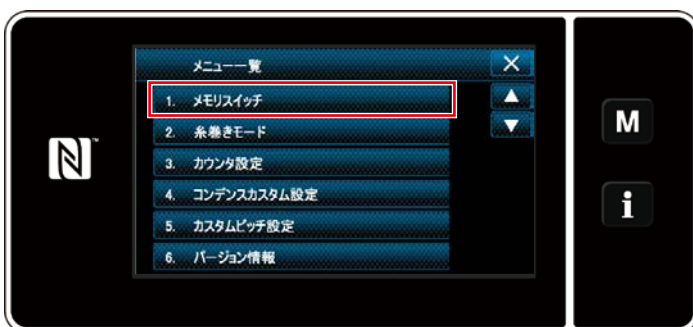 メニュー一覧
1. メモリスイッチ
2. 糸巻きモード
3. カウンタ設定
4. コンデンスカスタム設定
5. カスタムピッチ設定
6. バージョン情報
M
i
N